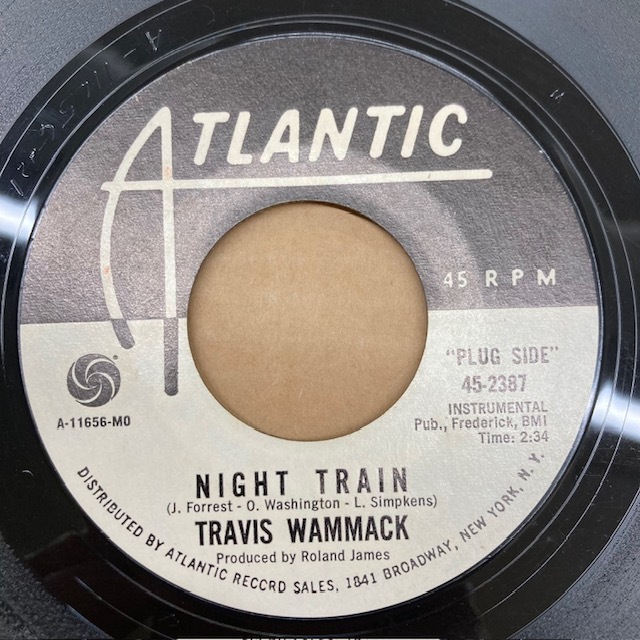 ATLANTIC
45 RPM
"PLUG SIDE"
45-2387
INSTRUMENTAL
Pub., Frederick, BMI
Time: 2:34
A-11656-MO
NIGHT TRAIN
(J. Forrest - O. Washington - L. Simpkens)
TRAVIS WAMMACK
Produced by Roland James
DISTRIBUTED BY ATLANTIC RECORD SALES, 1841 BROADWAY, NEW YORK, N. Y.